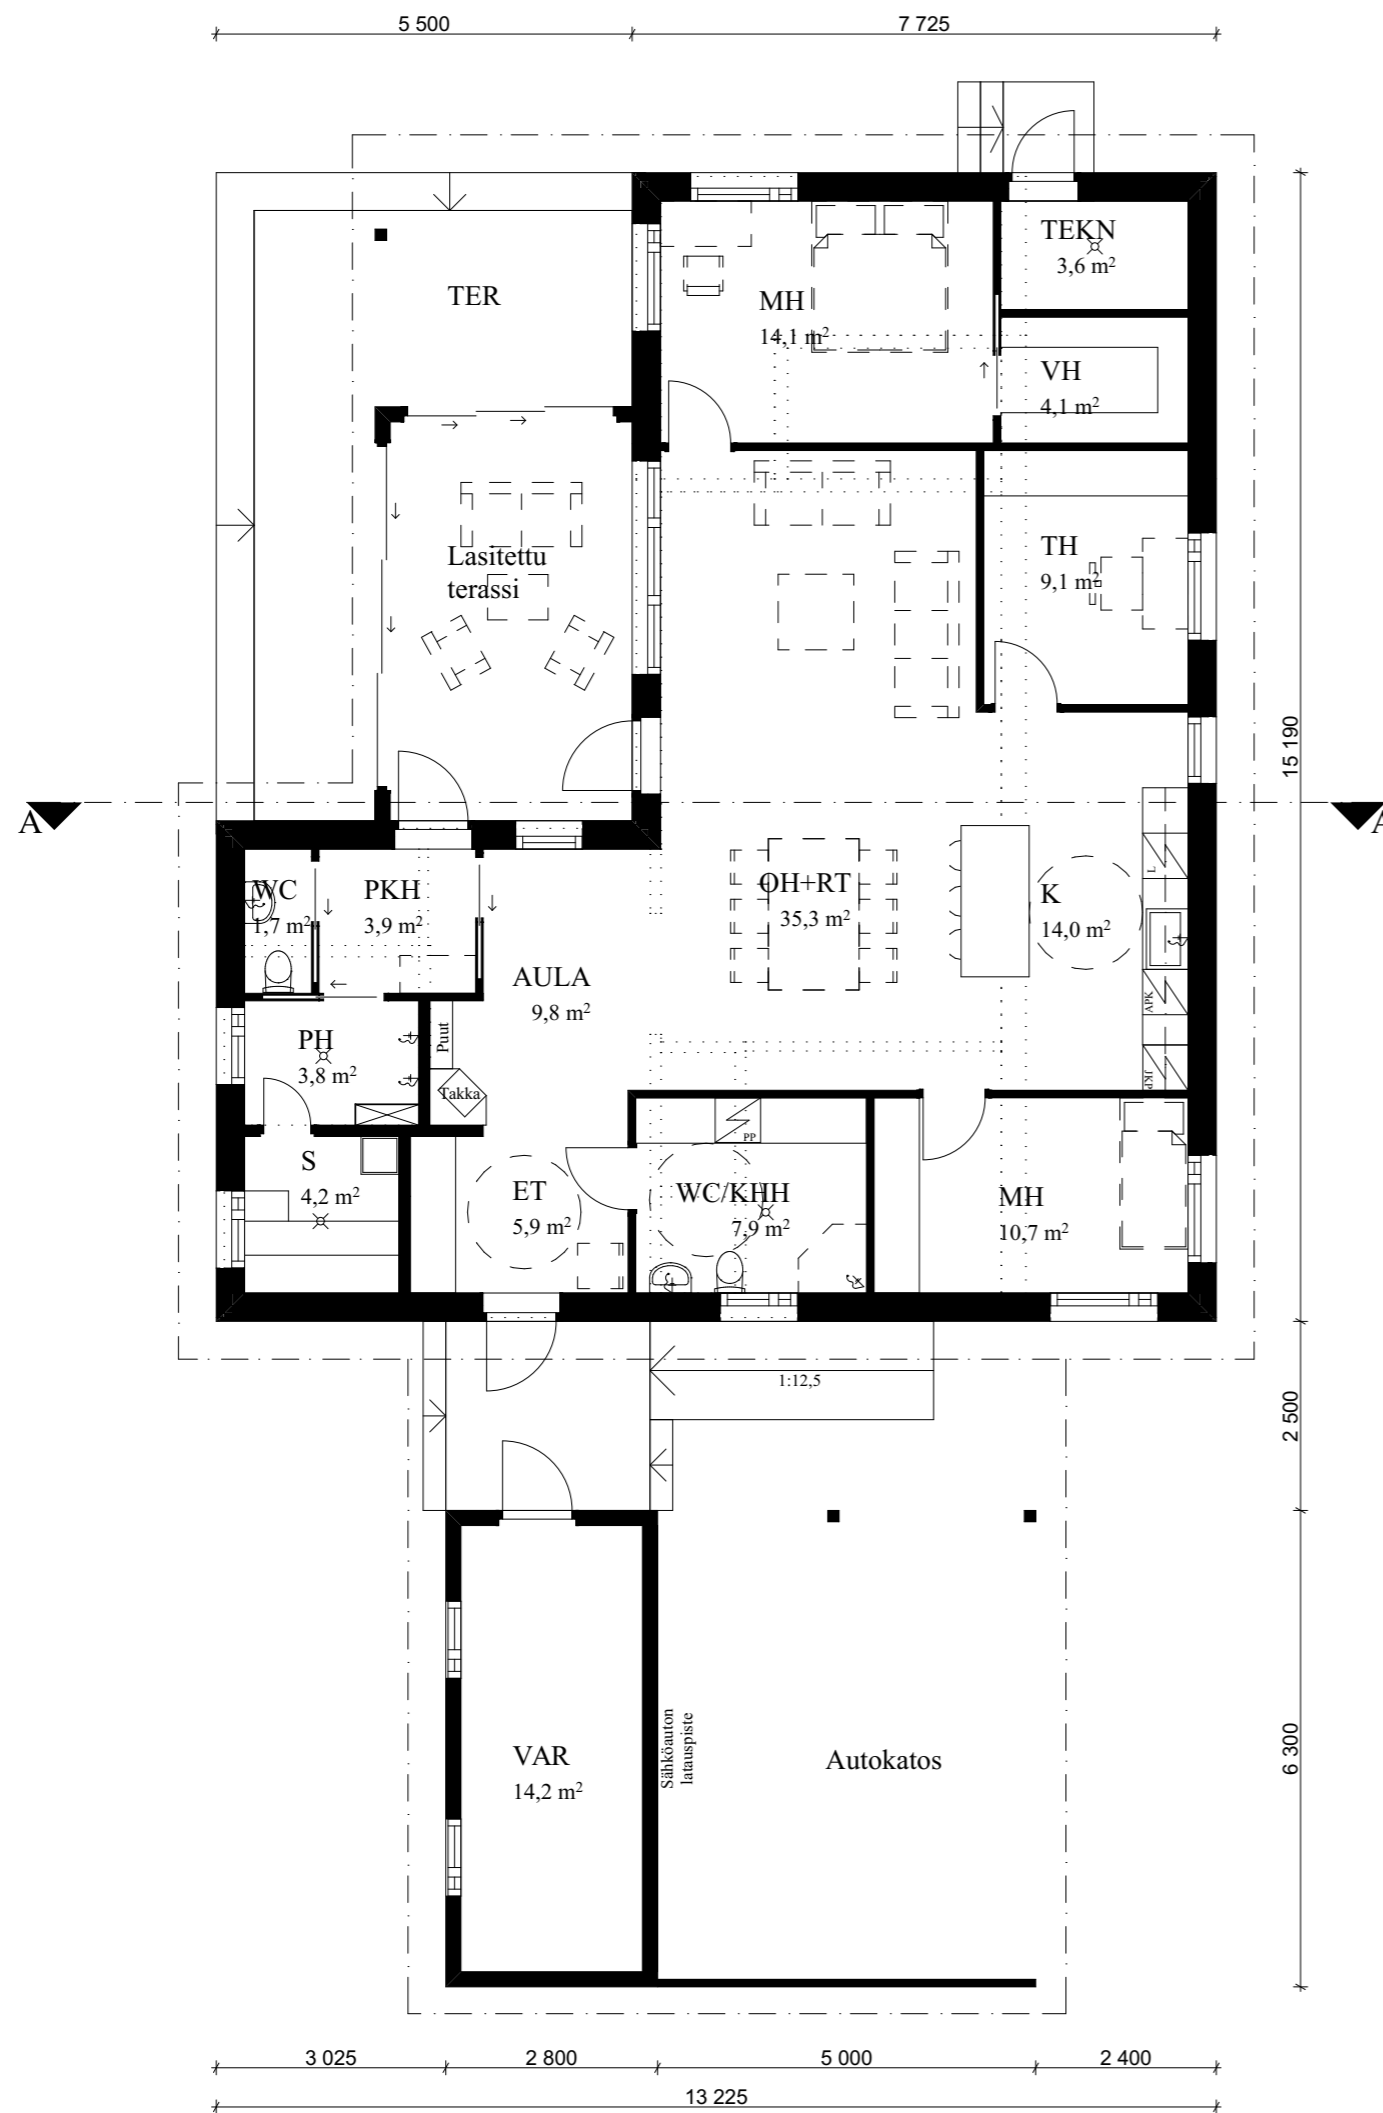 5 500
7 725
TEKN
3,6 m²
TER
MH
14,1 m²
VH
4,1 m²
Lasitettu
terassi
TH
9,1 m²
15 190
A
A
WC
1,7 m²
PKH
3,9 m²
OH+RT
35,3 m²
K
14,0 m²
L
AULA
9,8 m²
APK
PH
3,8 m²
Puut
Takka
JKP
PP
S
4,2 m²
ET
5,9 m²
WC/KHH
7,9 m²
MH
10,7 m²
1:12,5
2 500
VAR
14,2 m²
Sähköauton
latauspiste
Autokatos
6 300
3 025
2 800
5 000
2 400
13 225